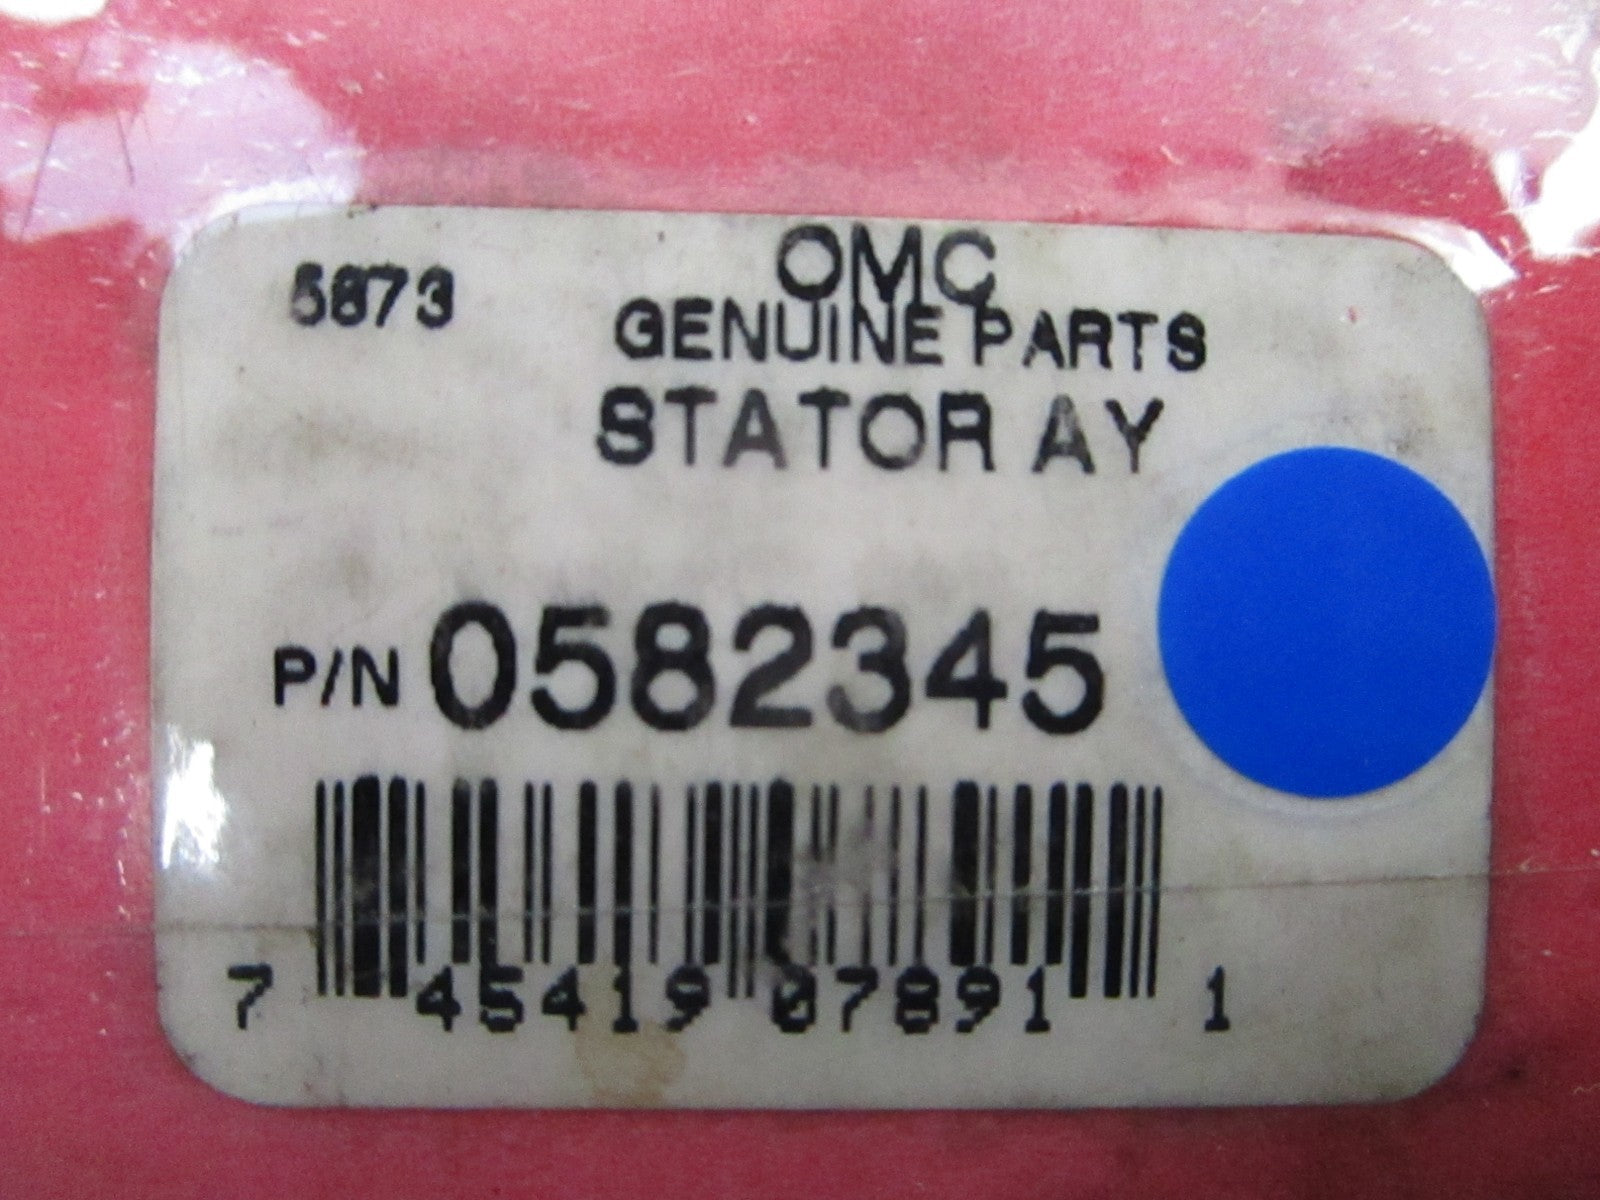 5873
OMC
GENUINE PARTS
STATOR AY
P/N 0582345
7 45419 07891 1